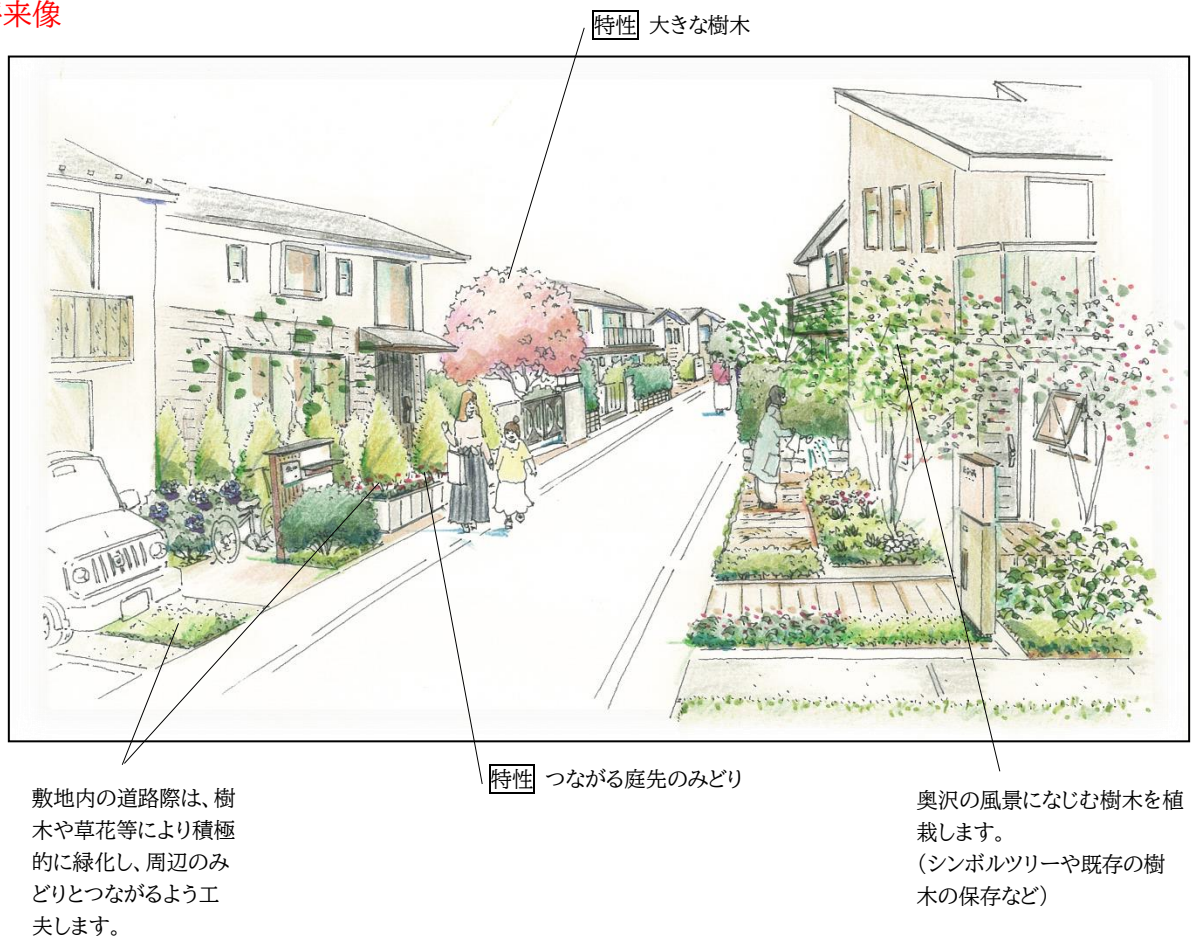 来像
特性 大きな樹木
特性 つながる庭先のみどり
敷地内の道路際は、樹
木や草花等により積極
的に緑化し、周辺のみ
どりとつながるよう工
夫します。
奥沢の風景になじむ樹木を植
栽します。
（シンボルツリーや既存の樹
木の保存など）